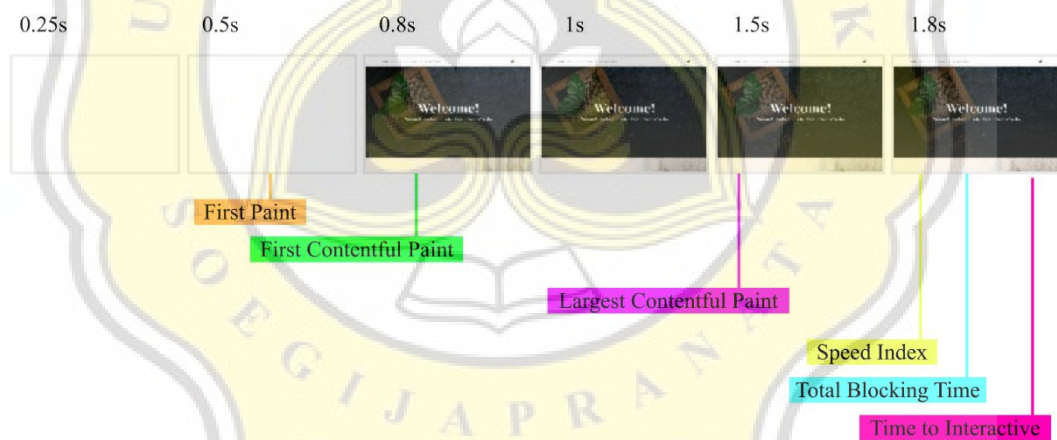 0.25s
0.5s
0.8s
1s
1.5s
1.8s
Welcome!
Welcome!
Welcome!
Welcome!
First Paint
First Contentful Paint
Largest Contentful Paint
Speed Index
Total Blocking Time
Time to Interactive
U
K
SOEGIJAPRANATA